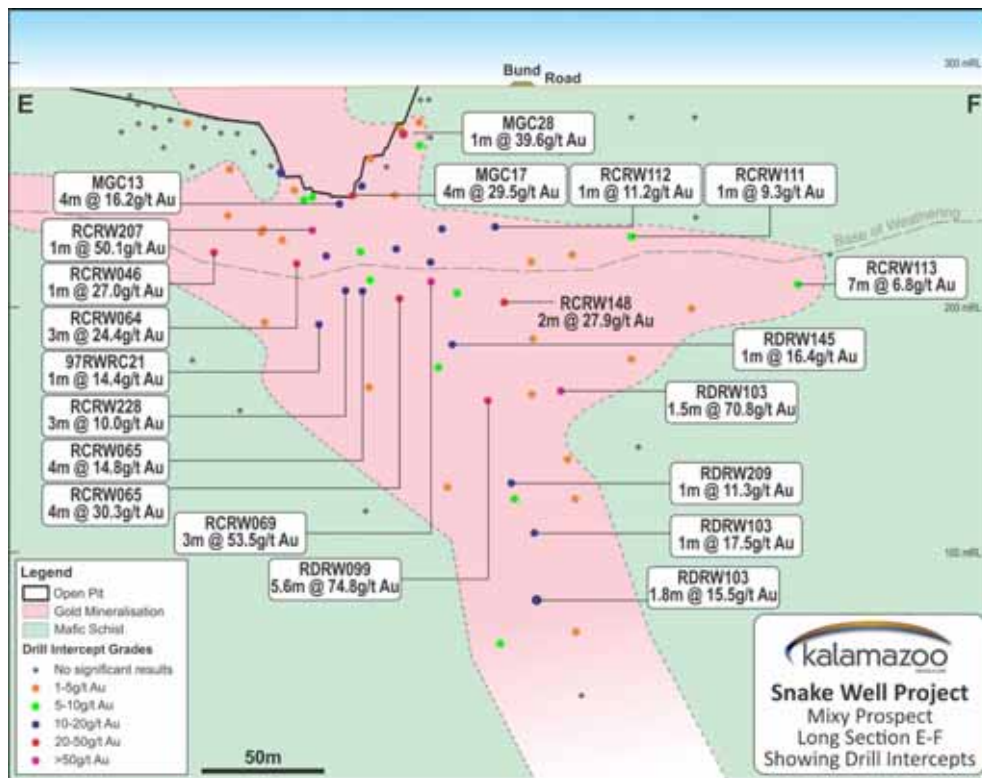 300 mRL
Bund
Road
E
F
MGC28
1m @ 39.6g/t Au
MGC13
4m @ 16.2g/t Au
MGC17
4m @ 29.5g/t Au
RCRW112
1m @ 11.2g/t Au
RCRW111
1m @ 9.3g/t Au
Base of Weathering
RCRW207
1m @ 50.1g/t Au
RCRW046
1m @ 27.0g/t Au
RCRW113
7m @ 6.8g/t Au
RCRW064
3m @ 24.4g/t Au
RCRW148
2m @ 27.9g/t Au
200 mRL
97RWRC21
1m @ 14.4g/t Au
RDRW145
1m @ 16.4g/t Au
RCRW228
3m @ 10.0g/t Au
RDRW103
1.5m @ 70.8g/t Au
RCRW065
4m @ 14.8g/t Au
RCRW065
4m @ 30.3g/t Au
RDRW209
1m @ 11.3g/t Au
RCRW069
3m @ 53.5g/t Au
RDRW103
1m @ 17.5g/t Au
100 mRL
RDRW099
5.6m @ 74.8g/t Au
RDRW103
1.8m @ 15.5g/t Au
Legend
Open Pit
Gold Mineralisation
Mafic Schist
Drill Intercept Grades
No significant results
1-5g/t Au
5-10g/t Au
10-20g/t Au
20-50g/t Au
>50g/t Au
50m
kalamazoo
Snake Well Project
Mixy Prospect
Long Section E-F
Showing Drill Intercepts